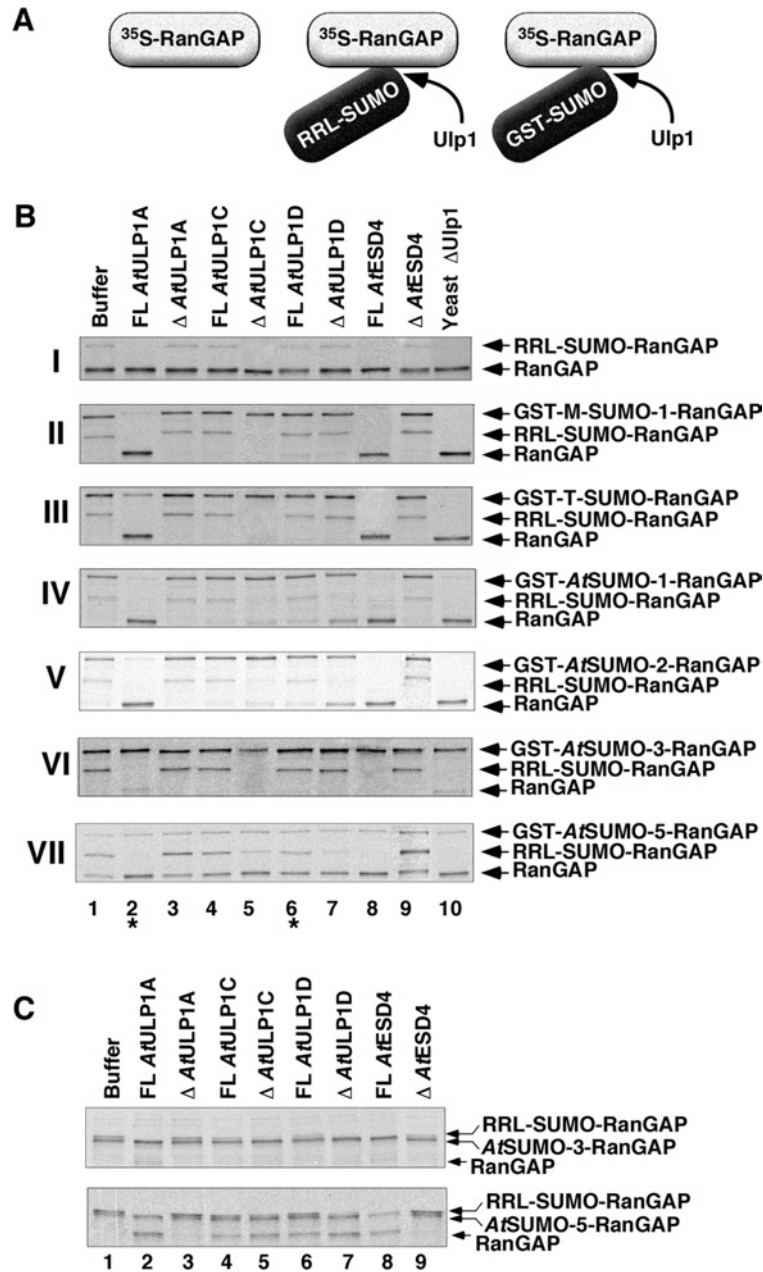 A
³⁵S-RanGAP ³⁵S-RanGAP ³⁵S-RanGAP
RRL-SUMO GST-SUMO
Ulp1 Ulp1
B
Buffer
FL AtULP1A
Δ AtULP1A
FL AtULP1C
Δ AtULP1C
FL AtULP1D
Δ AtULP1D
FL AtESD4
Δ AtESD4
Yeast ΔUlp1
I
RRL-SUMO-RanGAP
RanGAP
II
GST-M-SUMO-1-RanGAP
RRL-SUMO-RanGAP
RanGAP
III
GST-T-SUMO-RanGAP
RRL-SUMO-RanGAP
RanGAP
IV
GST-AtSUMO-1-RanGAP
RRL-SUMO-RanGAP
RanGAP
V
GST-AtSUMO-2-RanGAP
RRL-SUMO-RanGAP
RanGAP
VI
GST-AtSUMO-3-RanGAP
RRL-SUMO-RanGAP
RanGAP
VII
GST-AtSUMO-5-RanGAP
RRL-SUMO-RanGAP
RanGAP
1 2 3 4 5 6 7 8 9 10
* *
C
Buffer
FL AtULP1A
Δ AtULP1A
FL AtULP1C
Δ AtULP1C
FL AtULP1D
Δ AtULP1D
FL AtESD4
Δ AtESD4
RRL-SUMO-RanGAP
AtSUMO-3-RanGAP
RanGAP
RRL-SUMO-RanGAP
AtSUMO-5-RanGAP
RanGAP
1 2 3 4 5 6 7 8 9